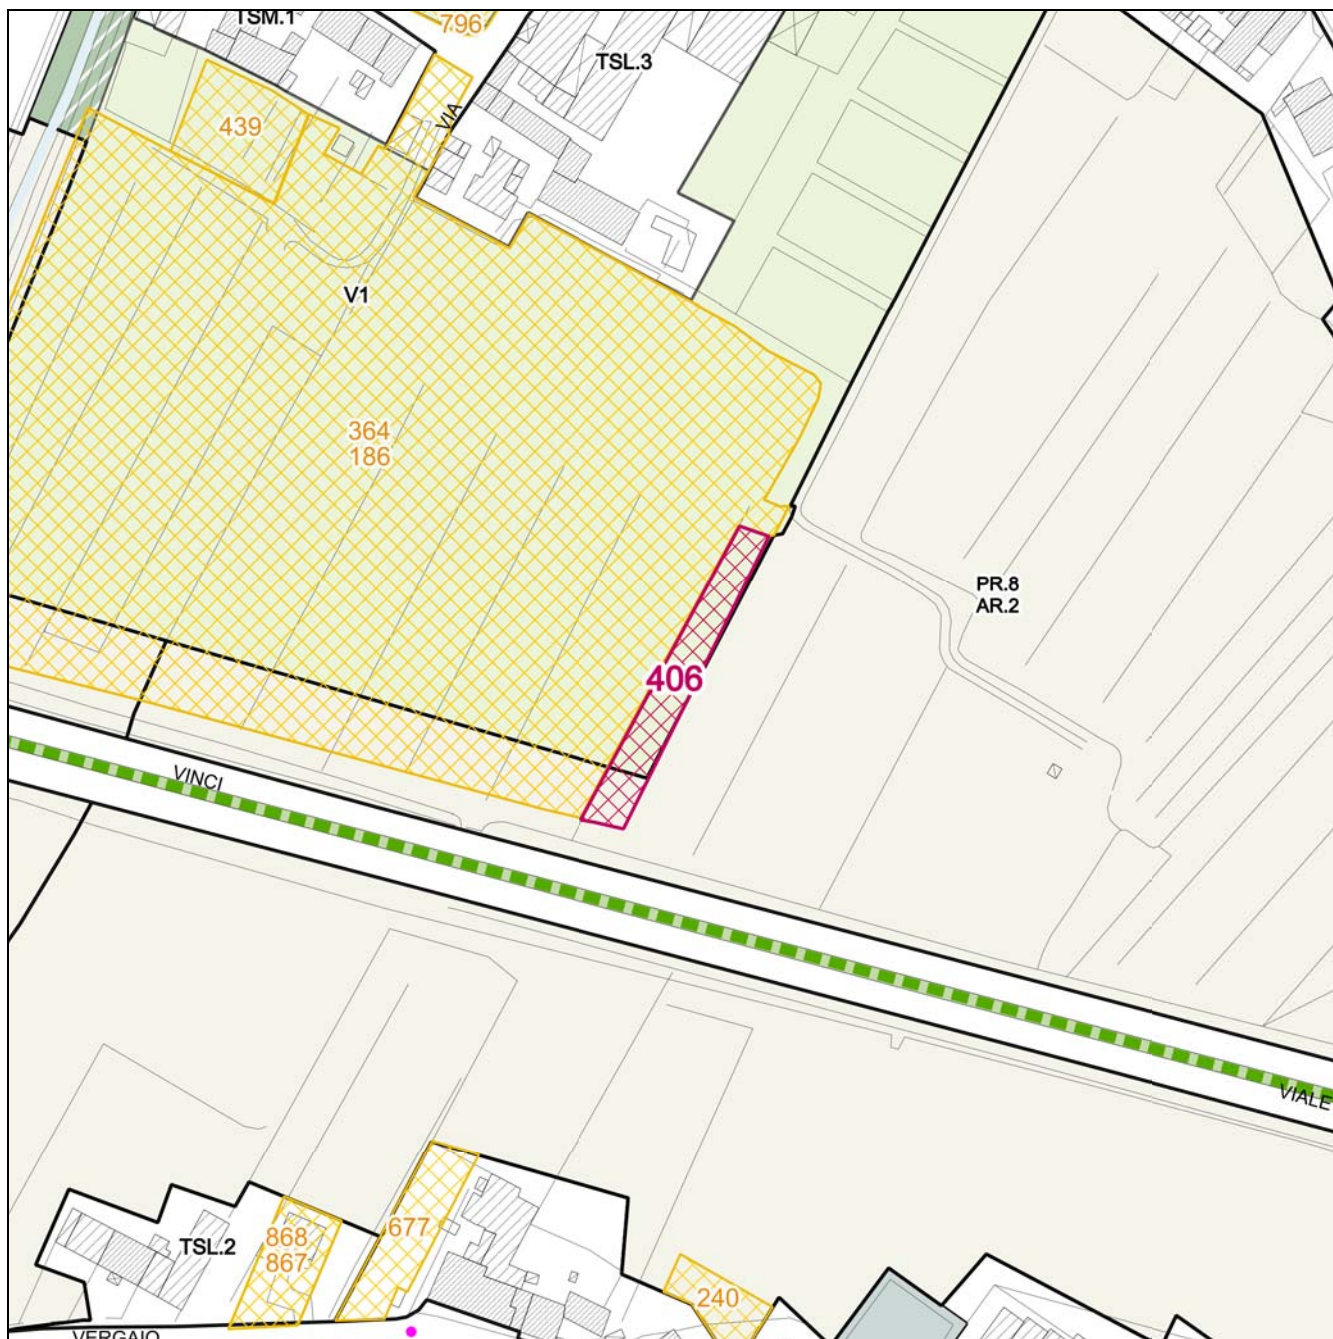 TSM.1
796
TSL.3
VIA
439
V1
364
186
PR.8
AR.2
406
VINCI
VIALE
677
868
867
TSL.2
240
VERGAIO